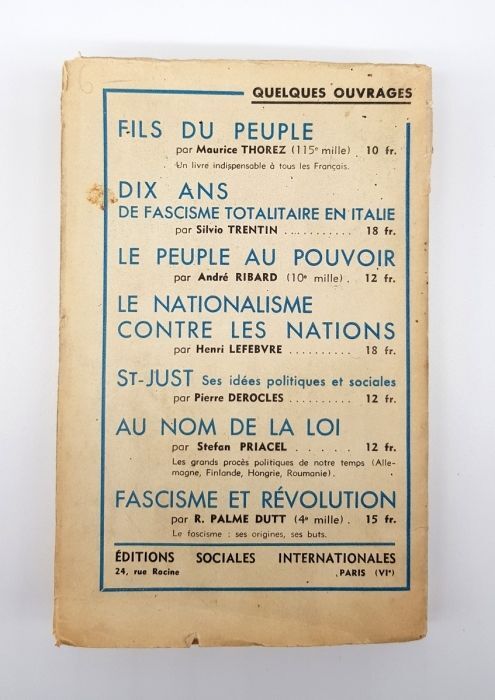 QUELQUES OUVRAGES
FILS DU PEUPLE
par Maurice THOREZ (115e mille) . 10 fr.
Un livre indispensable à tous les Français.
DIX ANS
DE FASCISME TOTALITAIRE EN ITALIE
par Silvio TRENTIN ........... 18 fr.
LE PEUPLE AU POUVOIR
par André RIBARD (10e mille) . 12 fr.
LE NATIONALISME
CONTRE LES NATIONS
par Henri LEFEBVRE .......... 18 fr.
ST-JUST Ses idées politiques et sociales
par Pierre DEROCLES .......... 12 fr.
AU NOM DE LA LOI
par Stefan PRIACEL . . . . . . 12 fr.
Les grands procès politiques de notre temps (Alle-
magne, Finlande, Hongrie, Roumanie).
FASCISME ET RÉVOLUTION
par R. PALME DUTT (4e mille) . 15 fr.
Le fascisme : ses origines, ses buts.
ÉDITIONS SOCIALES INTERNATIONALES
24, rue Racine PARIS (VIe)